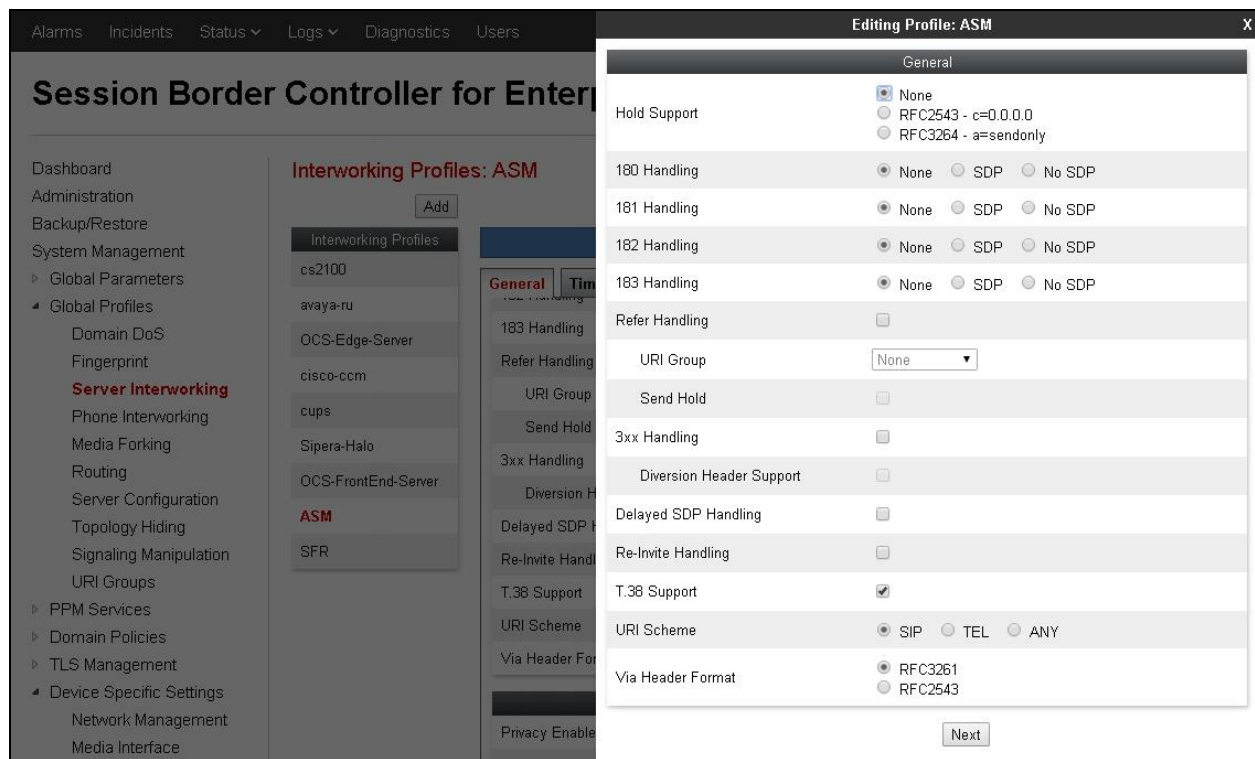 Alarms Incidents Status Logs Diagnostics Users
Session Border Controller for Enterp
Dashboard
Administration
Backup/Restore
System Management
Global Parameters
Global Profiles
Domain DoS
Fingerprint
Server Interworking
Phone Interworking
Media Forking
Routing
Server Configuration
Topology Hiding
Signaling Manipulation
URI Groups
PPM Services
Domain Policies
TLS Management
Device Specific Settings
Network Management
Media Interface
Interworking Profiles: ASM
Add
Interworking Profiles
cs2100
avaya-ru
OCS-Edge-Server
cisco-ccm
cups
Sipera-Halo
OCS-FrontEnd-Server
ASM
SFR
General Tim
182 Handling
183 Handling
Refer Handling
URI Group
Send Hold
3xx Handling
Diversion H
Delayed SDP H
Re-Invite Handl
T.38 Support
URI Scheme
Via Header For
Privacy Enable
Editing Profile: ASM X
General
Hold Support
None
RFC2543 - c=0.0.0.0
RFC3264 - a=sendonly
180 Handling None SDP No SDP
181 Handling None SDP No SDP
182 Handling None SDP No SDP
183 Handling None SDP No SDP
Refer Handling
URI Group None
Send Hold
3xx Handling
Diversion Header Support
Delayed SDP Handling
Re-Invite Handling
T.38 Support
URI Scheme SIP TEL ANY
Via Header Format
RFC3261
RFC2543
Next